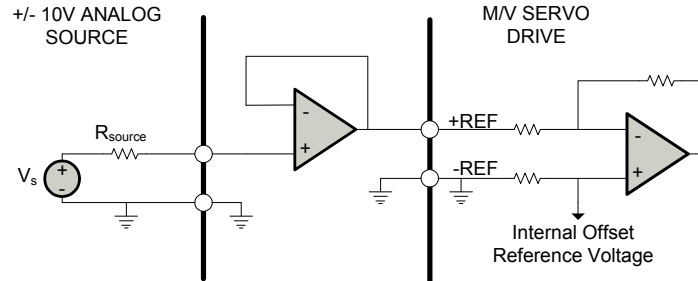 +/- 10V ANALOG
SOURCE
M/V SERVO
DRIVE
Rsource
Vs
+
-
-
+
+REF
-REF
-
+
Internal Offset
Reference Voltage